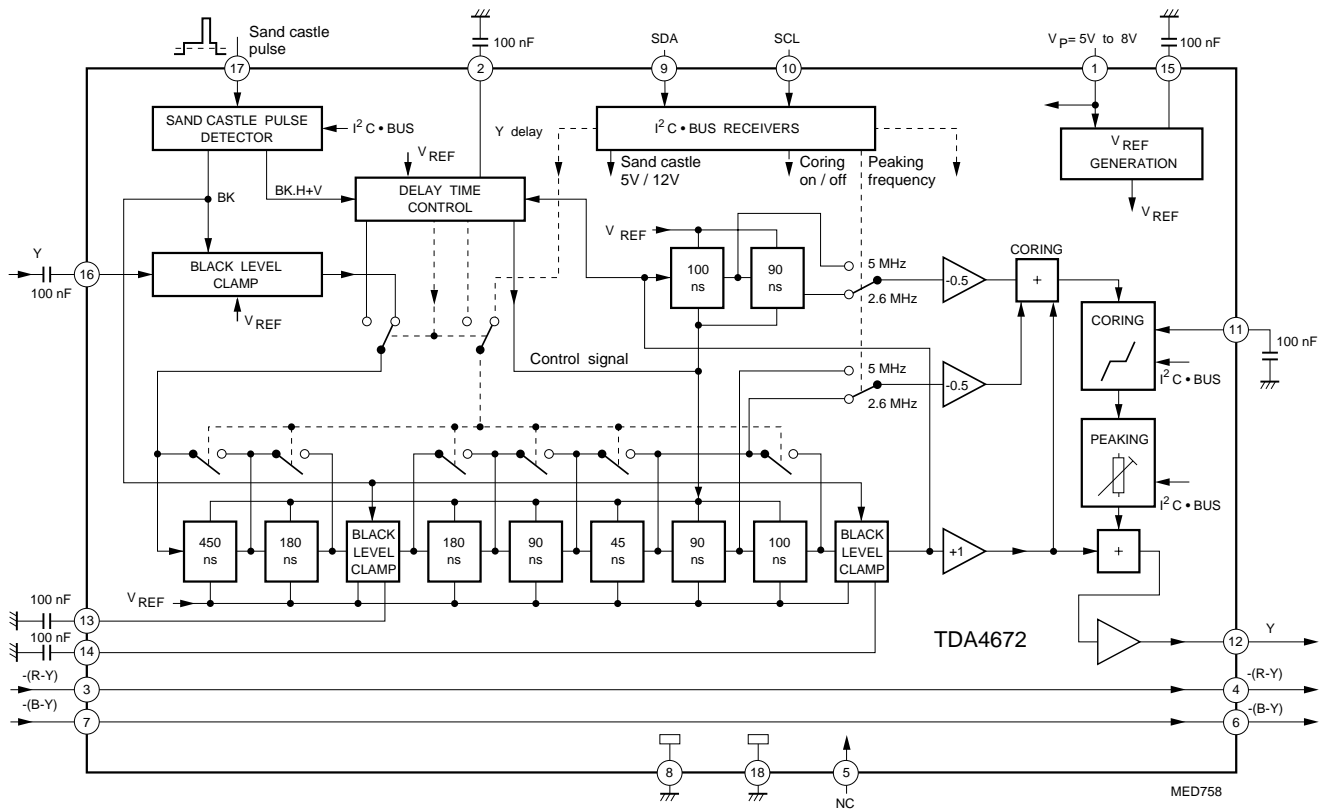 Sand castle
pulse
100 nF
SDA
SCL
V P = 5V to 8V
100 nF
17
2
9
10
1
15
SAND CASTLE PULSE
DETECTOR
I2 C • BUS
Y delay
I2 C • BUS RECEIVERS
V REF
GENERATION
V REF
Sand castle
5V / 12V
Coring
on / off
Peaking
frequency
V REF
BK
BK.H+V
DELAY TIME
CONTROL
V REF
Y
16
100 nF
BLACK LEVEL
CLAMP
V REF
100
ns
90
ns
5 MHz
2.6 MHz
-0.5
CORING
+
CORING
11
100 nF
I2 C • BUS
Control signal
5 MHz
2.6 MHz
-0.5
PEAKING
I2 C • BUS
450
ns
180
ns
BLACK
LEVEL
CLAMP
180
ns
90
ns
45
ns
90
ns
100
ns
BLACK
LEVEL
CLAMP
+1
+
V REF
100 nF
13
100 nF
14
TDA4672
12
Y
-(R-Y)
3
4
-(R-Y)
-(B-Y)
7
6
-(B-Y)
8
18
5
NC
MED758